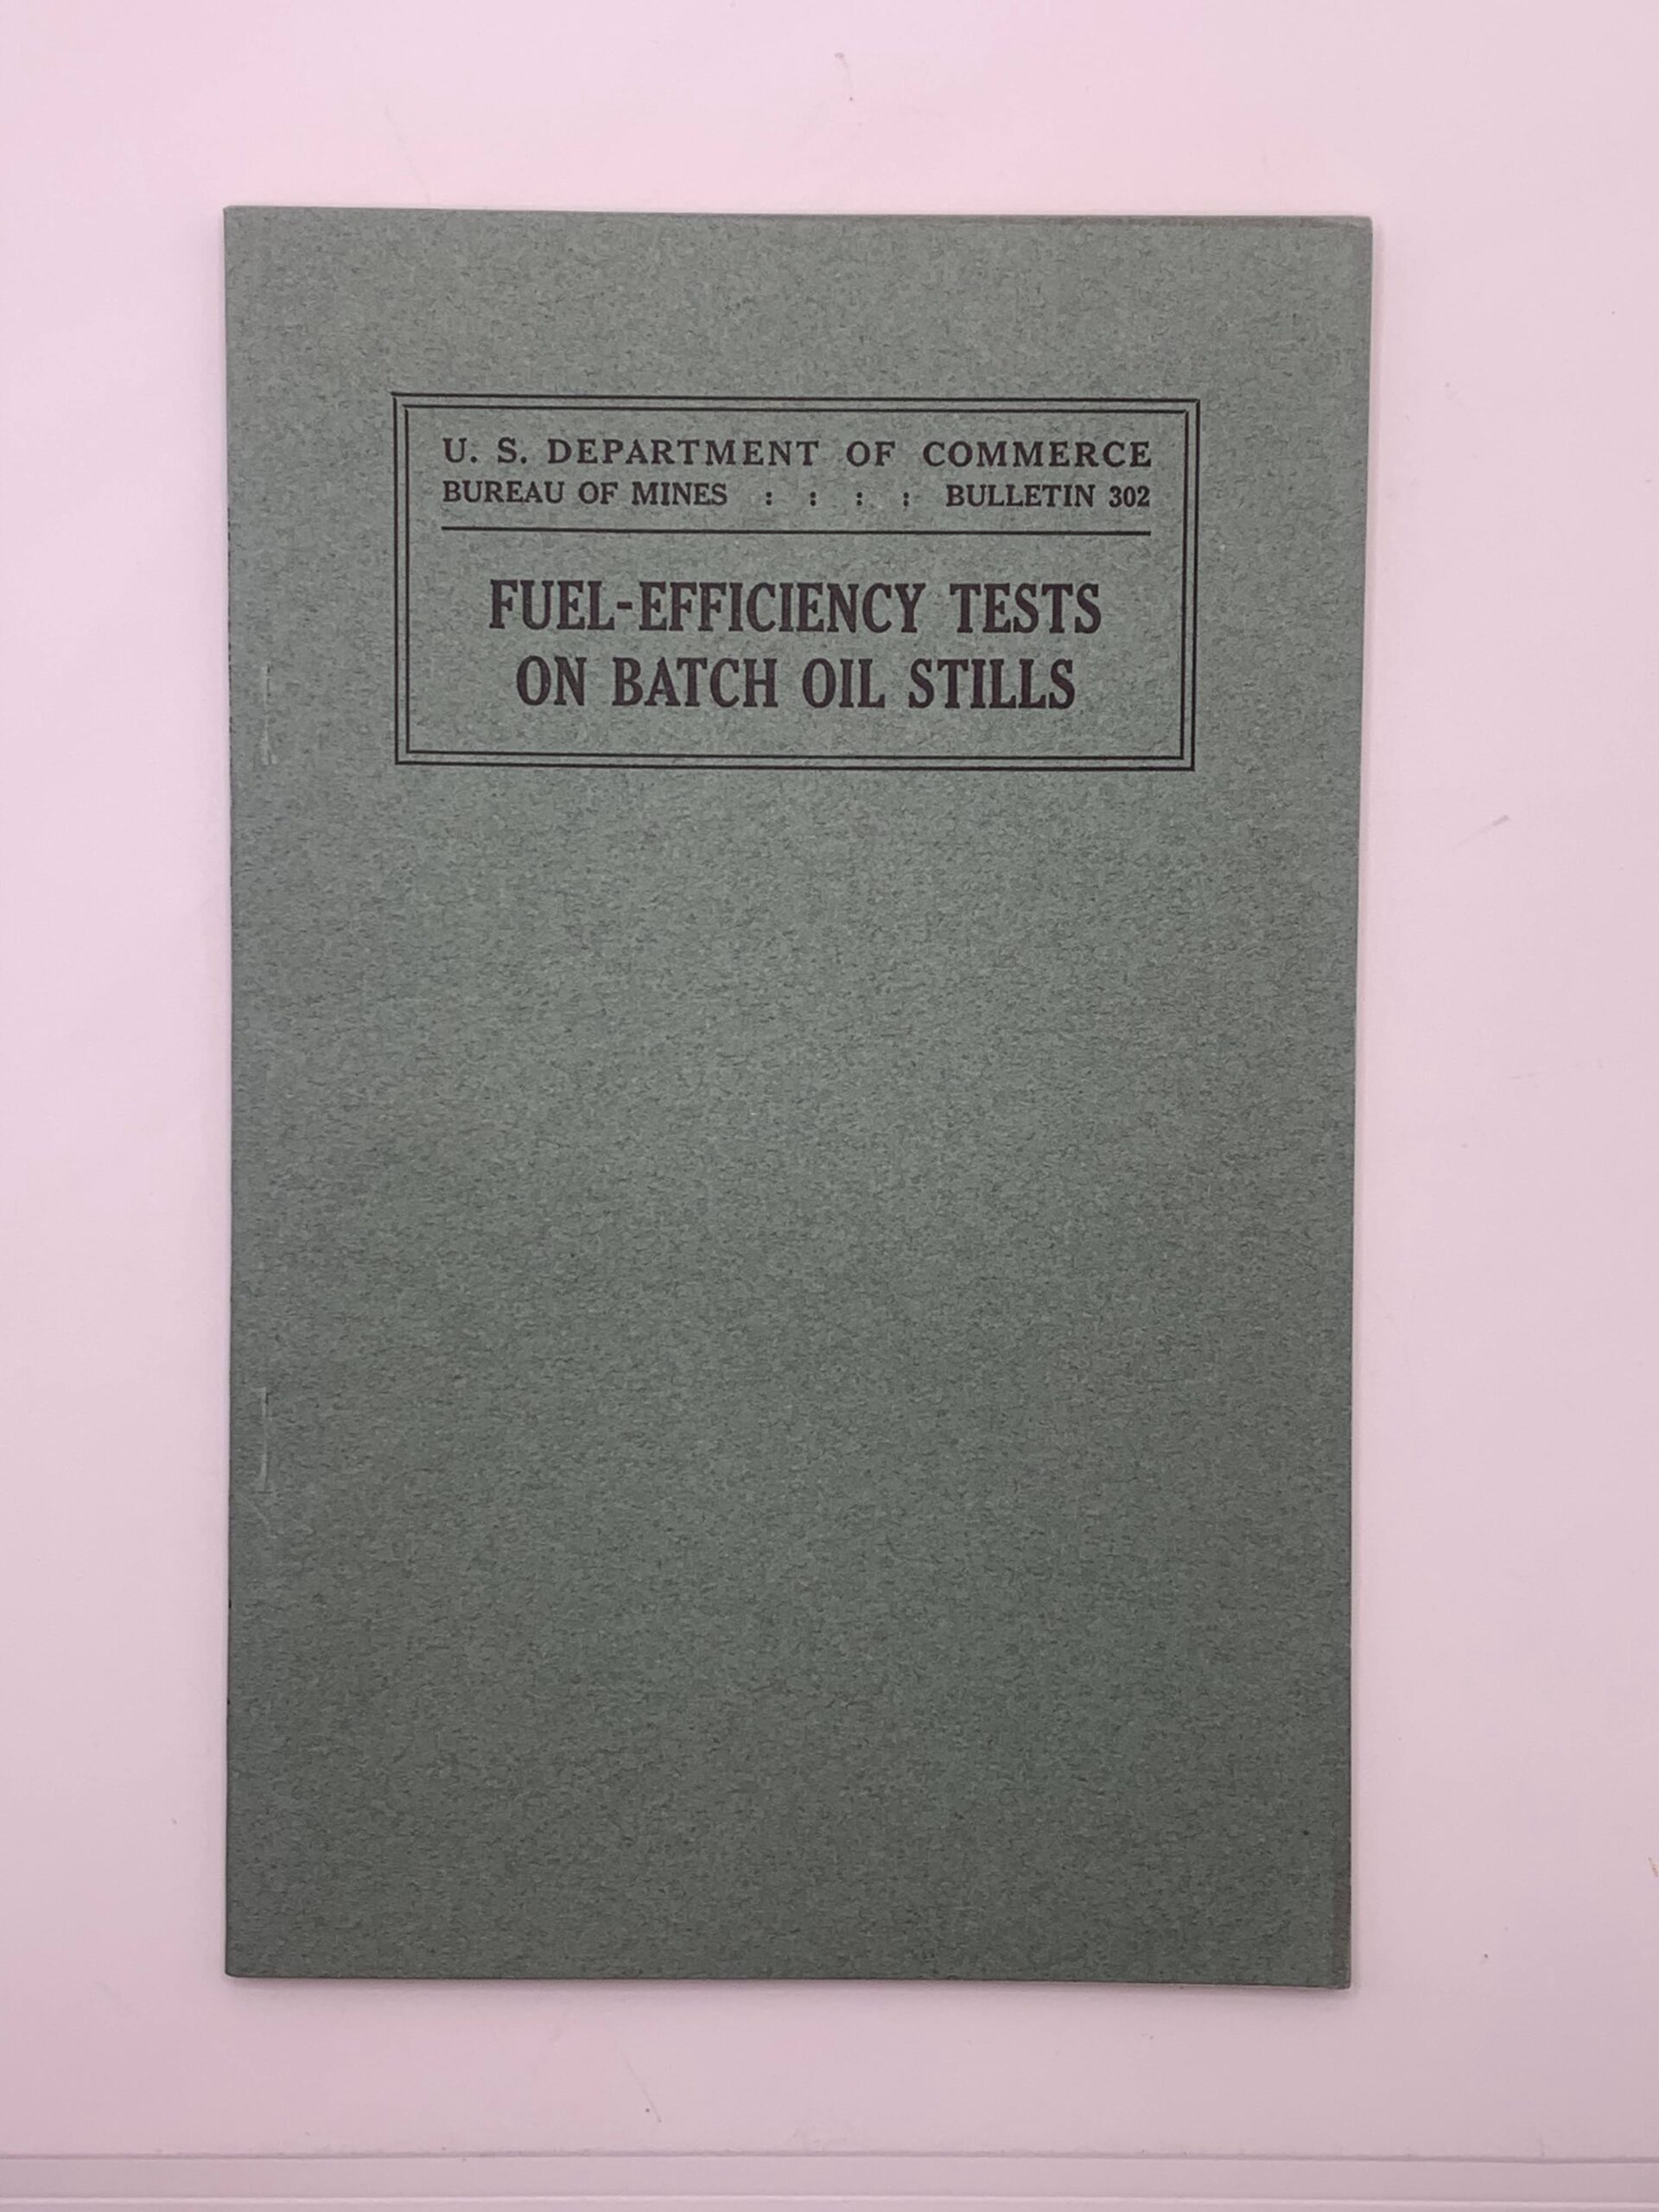 U. S. DEPARTMENT OF COMMERCE
BUREAU OF MINES : : : : BULLETIN 302
FUEL-EFFICIENCY TESTS
ON BATCH OIL STILLS